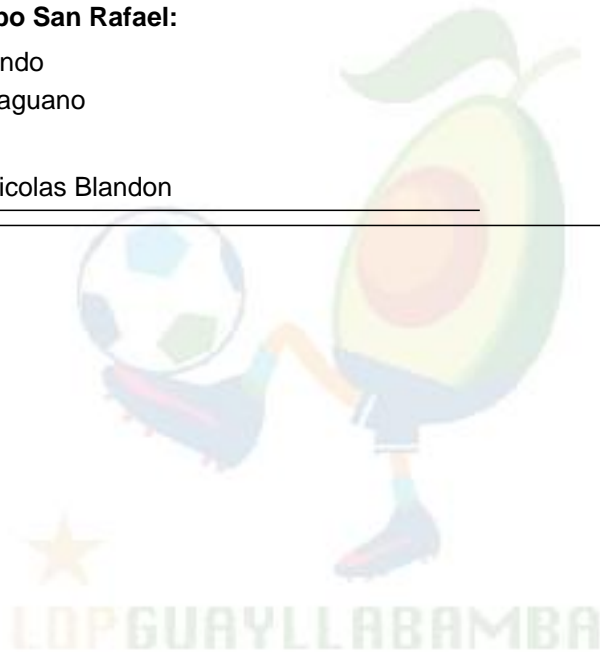 po San Rafael:
ndo
aguano
icolas Blandon
LDPGUAYLLABAMBA